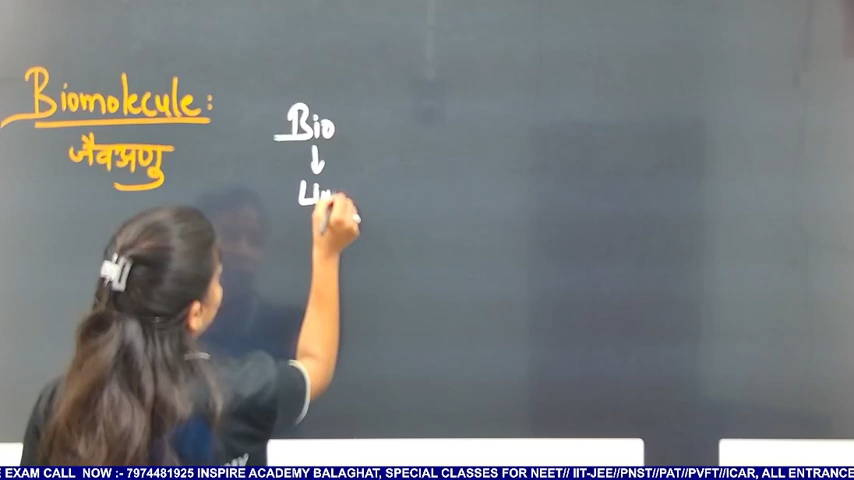 Biomolecule:
जैवअणु
Bio
↓
EXAM CALL NOW :- 7974481925 INSPIRE ACADEMY BALAGHAT, SPECIAL CLASSES FOR NEET// IIT-JEE//PNST//PAT//PVFT//ICAR, ALL ENTRANCE